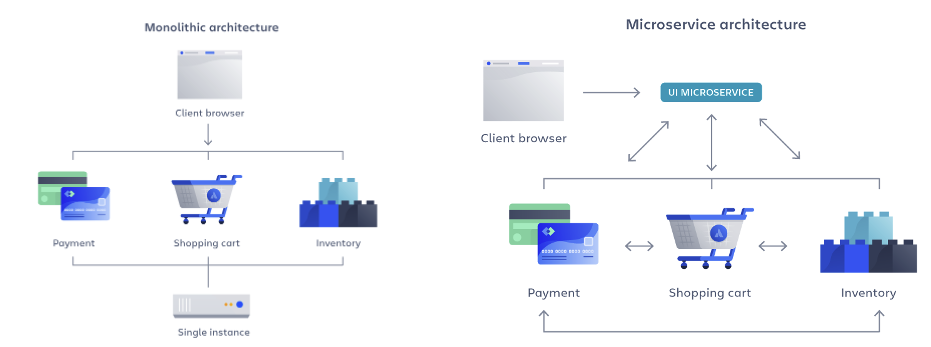 Monolithic architecture
Client browser
Payment
Shopping cart
Inventory
Single instance
Microservice architecture
Client browser
UI MICROSERVICE
Payment
Shopping cart
Inventory